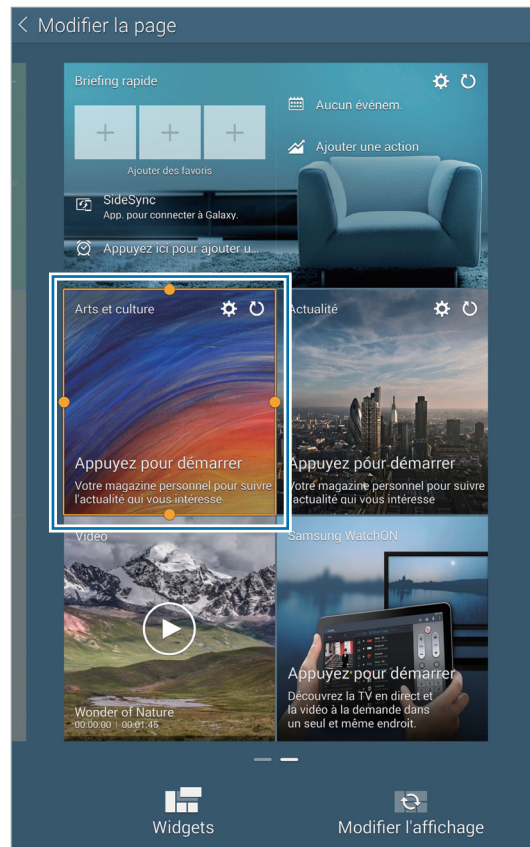 Modifier la page
Briefing rapide
Ajouter des favoris
SideSync
App. pour connecter à Galaxy.
Appuyez ici pour ajouter u...
Aucun événem.
Ajouter une action
Arts et culture
Appuyez pour démarrer
Votre magazine personnel pour suivre
l'actualité qui vous intéresse
Actualité
Appuyez pour démarrer
Votre magazine personnel pour suivre
l'actualité qui vous intéresse
Vidéo
Wonder of Nature
00:00:00 | 00:01:45
Samsung WatchON
Appuyez pour démarrer
Découvrez la TV en direct et
la vidéo à la demande dans
un seul et même endroit.
Widgets
Modifier l'affichage